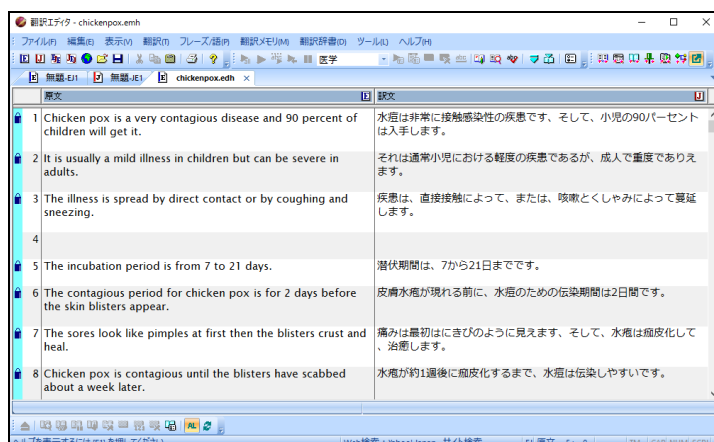 翻訳エディタ - chickenpox.emh
ファイル(F) 編集(E) 表示(V) 翻訳(T) フレーズ/語(P) 翻訳メモリ(M) 翻訳辞書(D) ツール(L) ヘルプ(H)
医学
無題-EJ1 無題-JE1 chickenpox.edh ×
原文 E 訳文 J
1 Chicken pox is a very contagious disease and 90 percent of 水痘は非常に接触感染性の疾患です、そして、小児の90パーセント
children will get it. は入手します。
2 It is usually a mild illness in children but can be severe in それは通常小児における軽度の疾患であるが、成人で重度でありえ
adults. ます。
3 The illness is spread by direct contact or by coughing and 疾患は、直接接触によって、または、咳嗽とくしゃみによって蔓延
sneezing. します。
4
5 The incubation period is from 7 to 21 days. 潜伏期間は、7から21日までです。
6 The contagious period for chicken pox is for 2 days before 皮膚水疱が現れる前に、水痘のための伝染期間は2日間です。
the skin blisters appear.
7 The sores look like pimples at first then the blisters crust and 痛みは最初はにきびのように見えます、そして、水疱は痂皮化して
heal. 、治癒します。
8 Chicken pox is contagious until the blisters have scabbed 水疱が約1週後に痂皮化するまで、水痘は伝染しやすいです。
about a week later.
AL